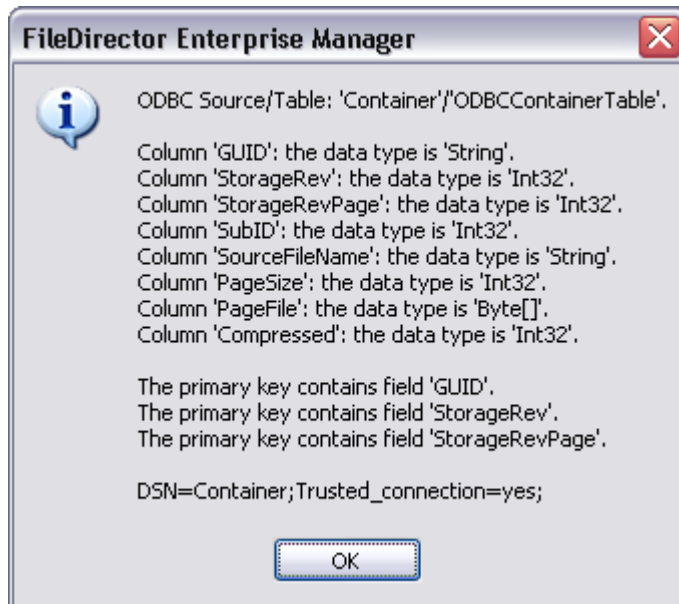 FileDirector Enterprise Manager
ODBC Source/Table: 'Container'/'ODBCContainerTable'.
Column 'GUID': the data type is 'String'.
Column 'StorageRev': the data type is 'Int32'.
Column 'StorageRevPage': the data type is 'Int32'.
Column 'SubID': the data type is 'Int32'.
Column 'SourceFileName': the data type is 'String'.
Column 'PageSize': the data type is 'Int32'.
Column 'PageFile': the data type is 'Byte[]'.
Column 'Compressed': the data type is 'Int32'.
The primary key contains field 'GUID'.
The primary key contains field 'StorageRev'.
The primary key contains field 'StorageRevPage'.
DSN=Container;Trusted_connection=yes;
OK